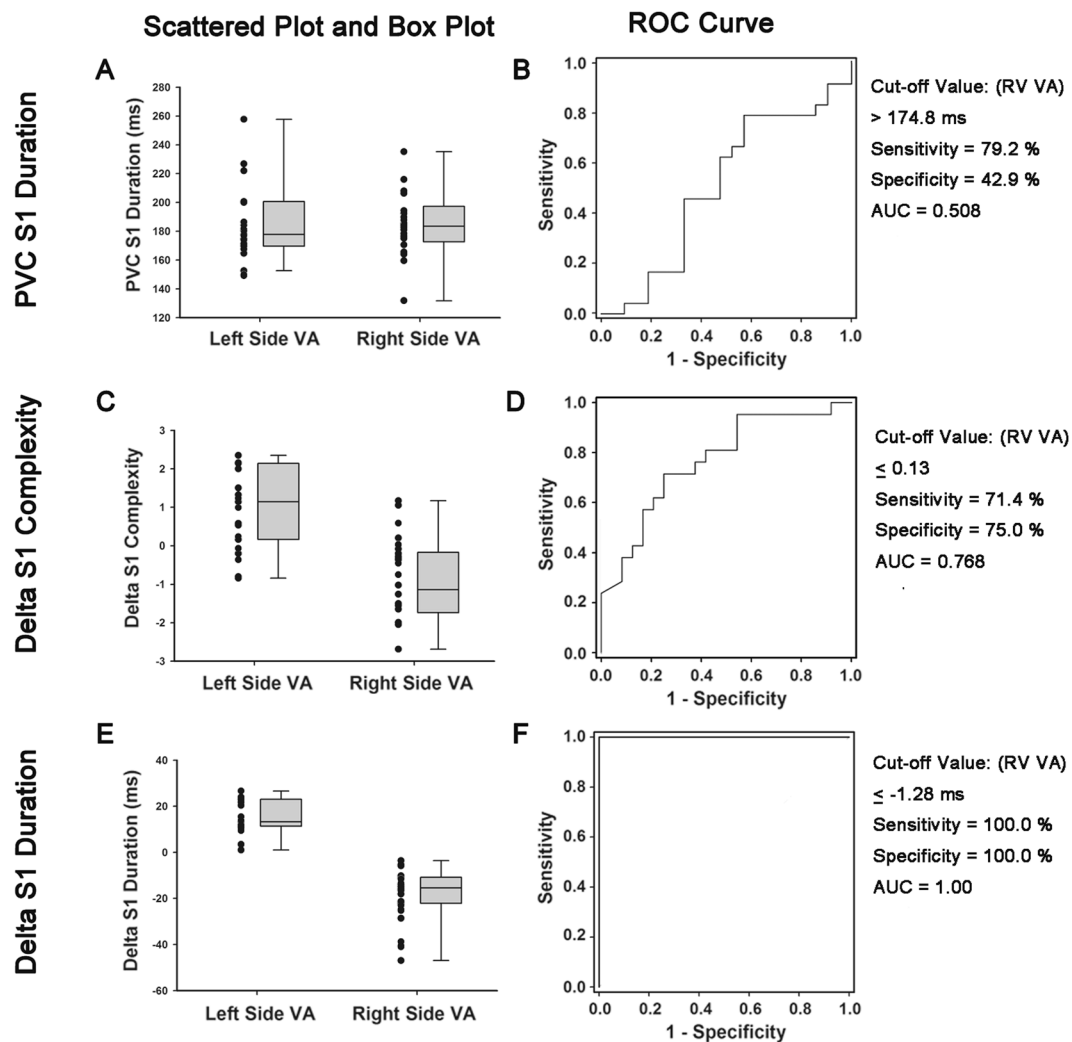 Scattered Plot and Box Plot
ROC Curve
PVC S1 Duration
A
PVC S1 Duration (ms)
280
260
240
220
200
180
160
140
120
Left Side VA
Right Side VA
B
Sensitivity
1.0
0.8
0.6
0.4
0.2
0.0
0.0
0.2
0.4
0.6
0.8
1.0
1 - Specificity
Cut-off Value: (RV VA)
> 174.8 ms
Sensitivity = 79.2 %
Specificity = 42.9 %
AUC = 0.508
Delta S1 Complexity
C
Delta S1 Complexity
3
2
1
0
-1
-2
-3
Left Side VA
Right Side VA
D
Sensitivity
1.0
0.8
0.6
0.4
0.2
0.0
0.0
0.2
0.4
0.6
0.8
1.0
1 - Specificity
Cut-off Value: (RV VA)
≤ 0.13
Sensitivity = 71.4 %
Specificity = 75.0 %
AUC = 0.768
Delta S1 Duration
E
Delta S1 Duration (ms)
40
20
0
-20
-40
-60
Left Side VA
Right Side VA
F
Sensitivity
1.0
0.8
0.6
0.4
0.2
0.0
0.0
0.2
0.4
0.6
0.8
1.0
1 - Specificity
Cut-off Value: (RV VA)
≤ -1.28 ms
Sensitivity = 100.0 %
Specificity = 100.0 %
AUC = 1.00